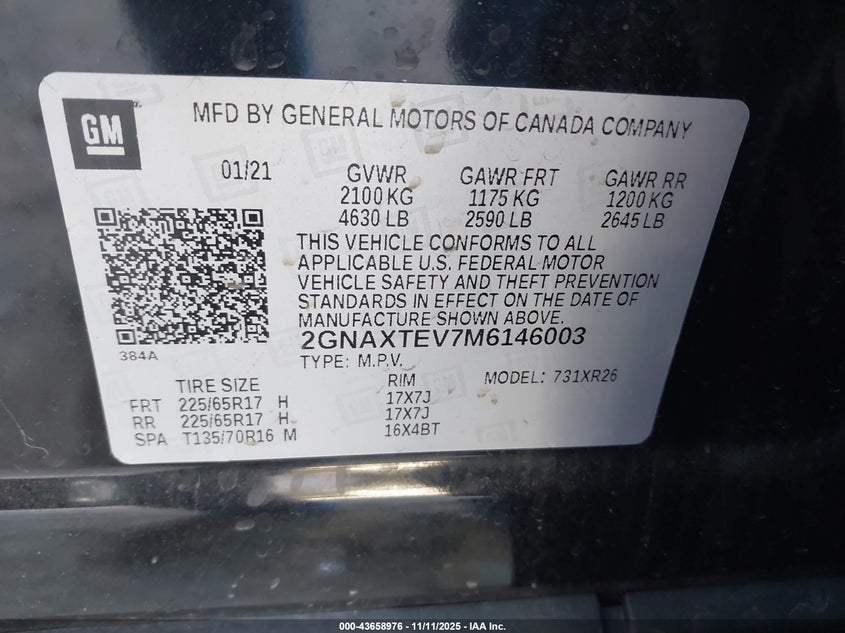 GM
MFD BY GENERAL MOTORS OF CANADA COMPANY
01/21 GVWR GAWR FRT GAWR RR
2100 KG 1175 KG 1200 KG
4630 LB 2590 LB 2645 LB
THIS VEHICLE CONFORMS TO ALL
APPLICABLE U.S. FEDERAL MOTOR
VEHICLE SAFETY AND THEFT PREVENTION
STANDARDS IN EFFECT ON THE DATE OF
MANUFACTURE SHOWN ABOVE.
2GNAXTEV7M6146003
384A
TYPE: M.P.V.
TIRE SIZE RIM MODEL: 731XR26
FRT 225/65R17 H 17X7J
RR 225/65R17 H 17X7J
SPA T135/70R16 M 16X4BT
000-43658976 - 11/11/2025 - IAA Inc.